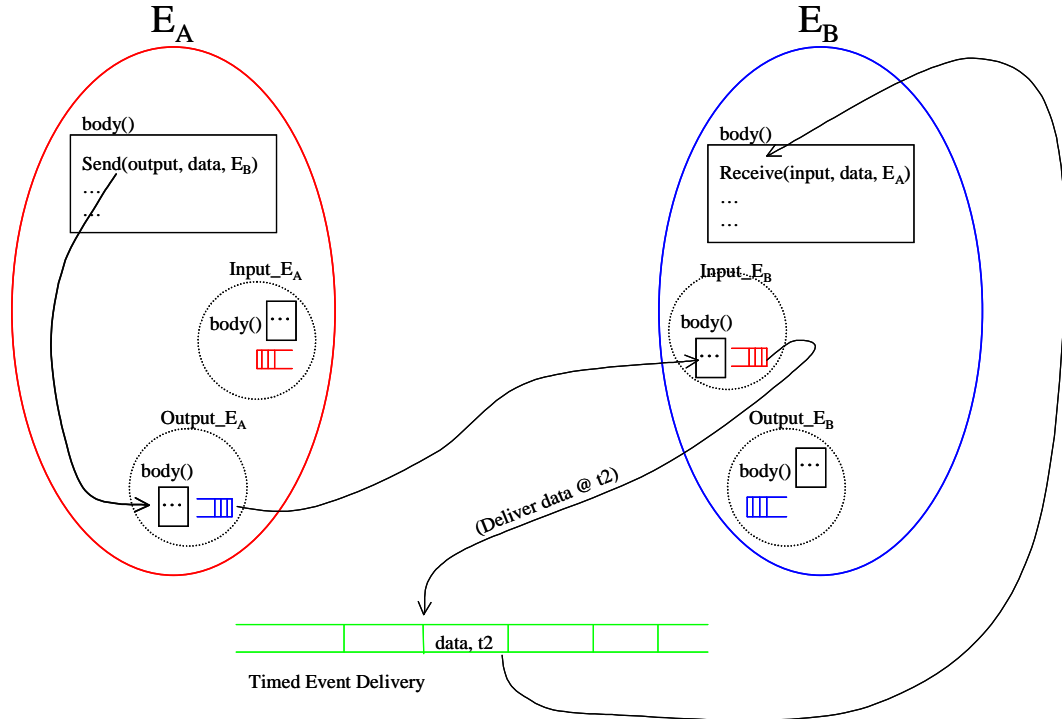 E_A
body()
Send(output, data, E_B)
...
...
Input_E_A
body()
...
Output_E_A
body()
...
E_B
body()
Receive(input, data, E_A)
...
...
Input_E_B
body()
...
Output_E_B
body()
...
(Deliver data @ t2)
data, t2
Timed Event Delivery